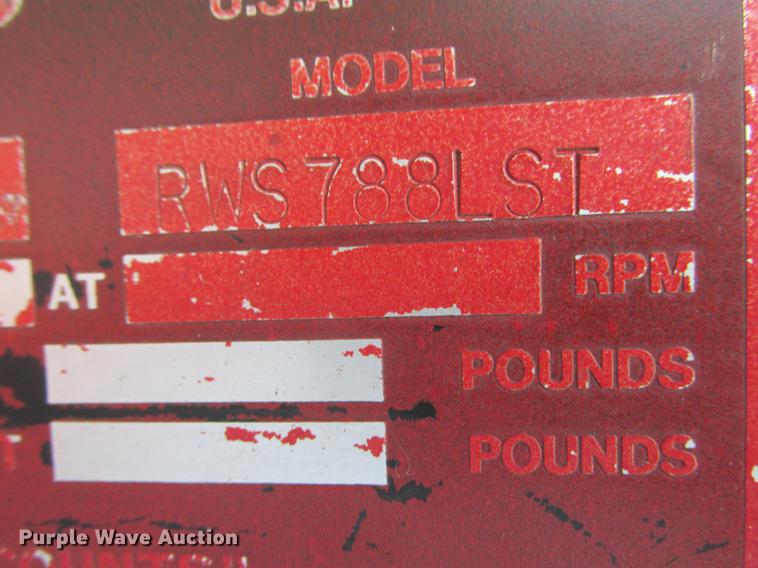 U.S.A.
MODEL
RWS788LST
AT RPM
POUNDS
POUNDS
Purple Wave Auction